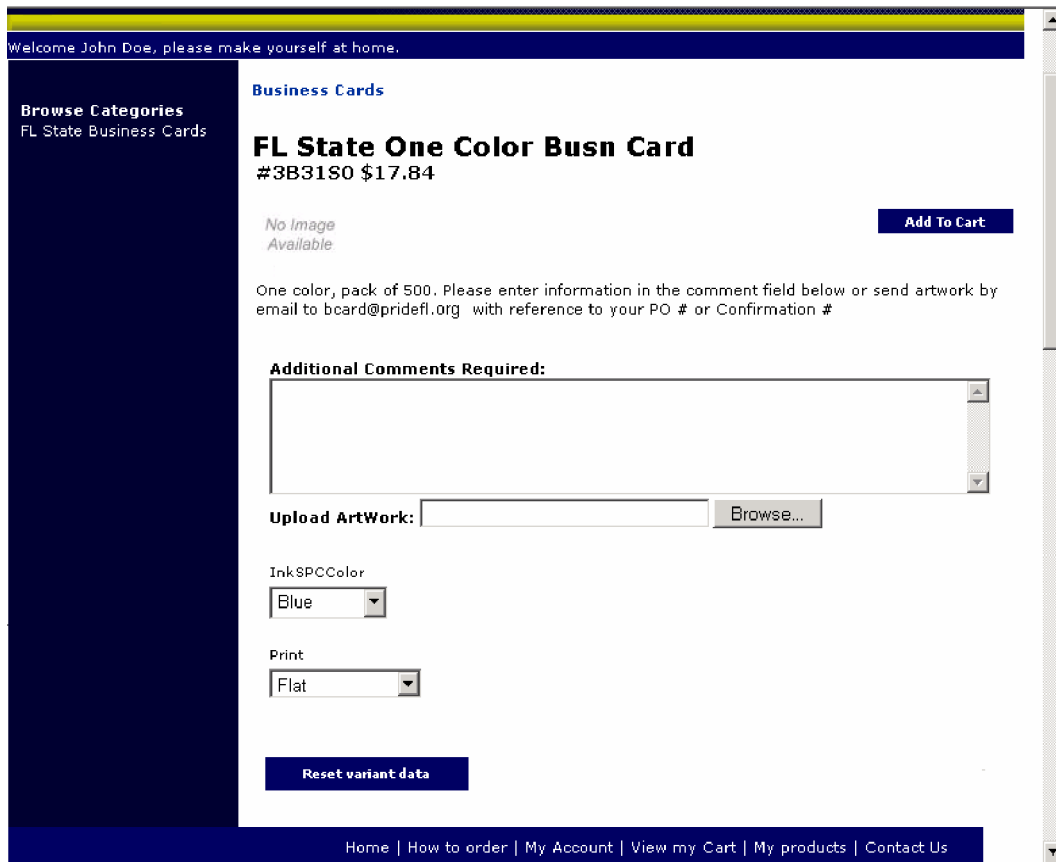 Welcome John Doe, please make yourself at home.
Browse Categories
FL State Business Cards
Business Cards
FL State One Color Busn Card
#3B31S0 $17.84
No Image
Available
Add To Cart
One color, pack of 500. Please enter information in the comment field below or send artwork by
email to bcard@pridefl.org with reference to your PO # or Confirmation #
Additional Comments Required:
Upload ArtWork:
Browse...
InkSPCColor
Blue
Print
Flat
Reset variant data
Home | How to order | My Account | View my Cart | My products | Contact Us